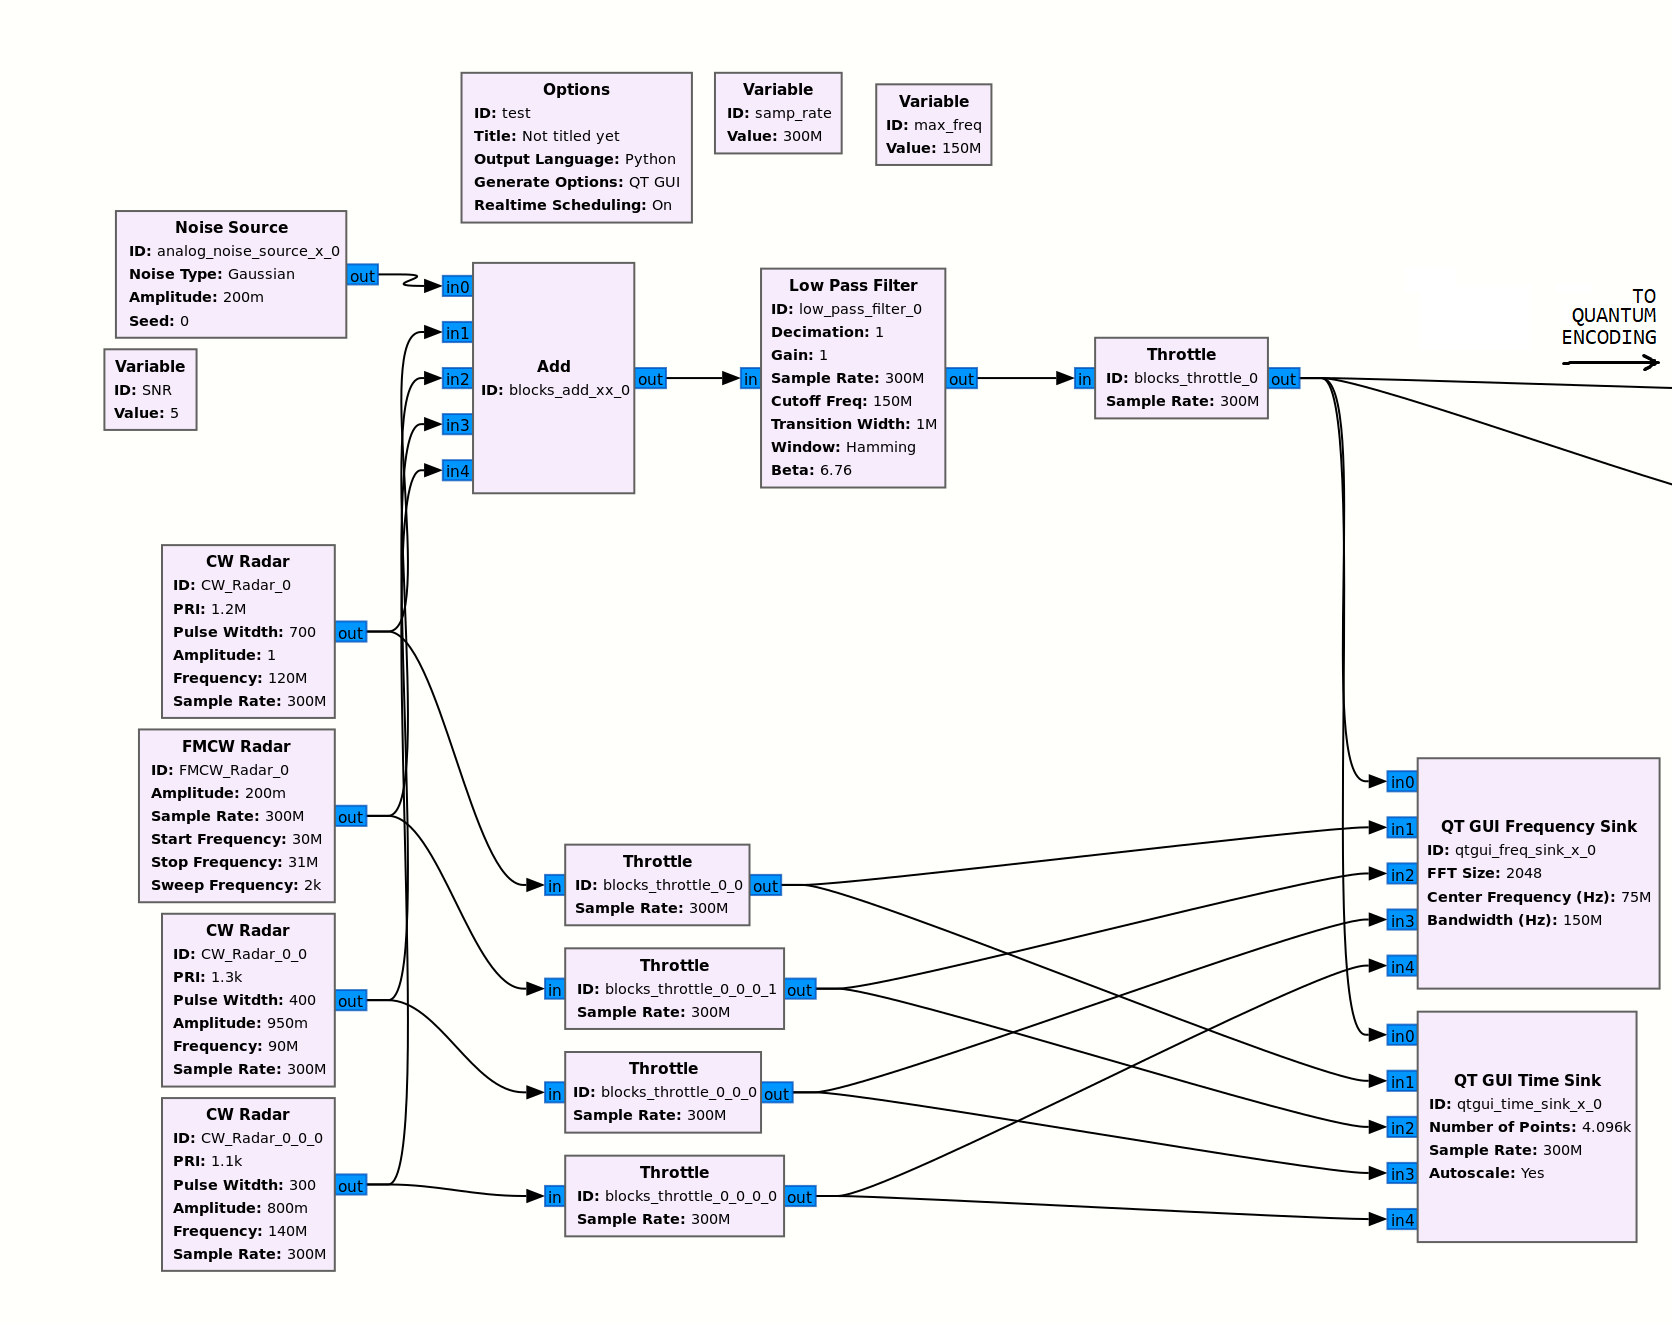 Options
ID: test
Title: Not titled yet
Output Language: Python
Generate Options: QT GUI
Realtime Scheduling: On
Variable
ID: samp_rate
Value: 300M
Variable
ID: max_freq
Value: 150M
Noise Source
ID: analog_noise_source_x_0
Noise Type: Gaussian
Amplitude: 200m
Seed: 0
out
Variable
ID: SNR
Value: 5
in0
in1
in2
in3
in4
Add
ID: blocks_add_xx_0
out
in
Low Pass Filter
ID: low_pass_filter_0
Decimation: 1
Gain: 1
Sample Rate: 300M
Cutoff Freq: 150M
Transition Width: 1M
Window: Hamming
Beta: 6.76
out
in
Throttle
ID: blocks_throttle_0
Sample Rate: 300M
out
TO
QUANTUM
ENCODING
CW Radar
ID: CW_Radar_0
PRI: 1.2M
Pulse Witdth: 700
Amplitude: 1
Frequency: 120M
Sample Rate: 300M
out
FMCW Radar
ID: FMCW_Radar_0
Amplitude: 200m
Sample Rate: 300M
Start Frequency: 30M
Stop Frequency: 31M
Sweep Frequency: 2k
out
CW Radar
ID: CW_Radar_0_0
PRI: 1.3k
Pulse Witdth: 400
Amplitude: 950m
Frequency: 90M
Sample Rate: 300M
out
CW Radar
ID: CW_Radar_0_0_0
PRI: 1.1k
Pulse Witdth: 300
Amplitude: 800m
Frequency: 140M
Sample Rate: 300M
out
in
Throttle
ID: blocks_throttle_0_0
Sample Rate: 300M
out
in
Throttle
ID: blocks_throttle_0_0_0_1
Sample Rate: 300M
out
in
Throttle
ID: blocks_throttle_0_0_0
Sample Rate: 300M
out
in
Throttle
ID: blocks_throttle_0_0_0_0
Sample Rate: 300M
out
in0
in1
in2
in3
in4
QT GUI Frequency Sink
ID: qtgui_freq_sink_x_0
FFT Size: 2048
Center Frequency (Hz): 75M
Bandwidth (Hz): 150M
in0
in1
in2
in3
in4
QT GUI Time Sink
ID: qtgui_time_sink_x_0
Number of Points: 4.096k
Sample Rate: 300M
Autoscale: Yes